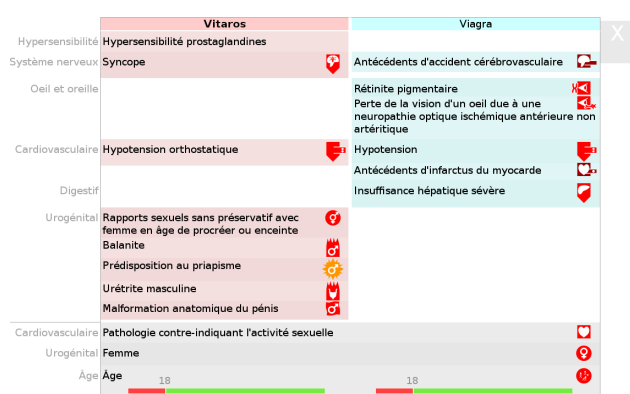 Vitaros Viagra
X
Hypersensibilité Hypersensibilité prostaglandines
Système nerveux Syncope Antécédents d'accident cérébrovasculaire
Oeil et oreille Rétinite pigmentaire
Perte de la vision d'un oeil due à une
neuropathie optique ischémique antérieure non
artéritique
Cardiovasculaire Hypotension orthostatique Hypotension
Antécédents d'infarctus du myocarde
Digestif Insuffisance hépatique sévère
Urogénital Rapports sexuels sans préservatif avec
femme en âge de procréer ou enceinte
Balanite
Prédisposition au priapisme
Urétrite masculine
Malformation anatomique du pénis
Cardiovasculaire Pathologie contre-indiquant l'activité sexuelle
Urogénital Femme
Âge Âge
18 18